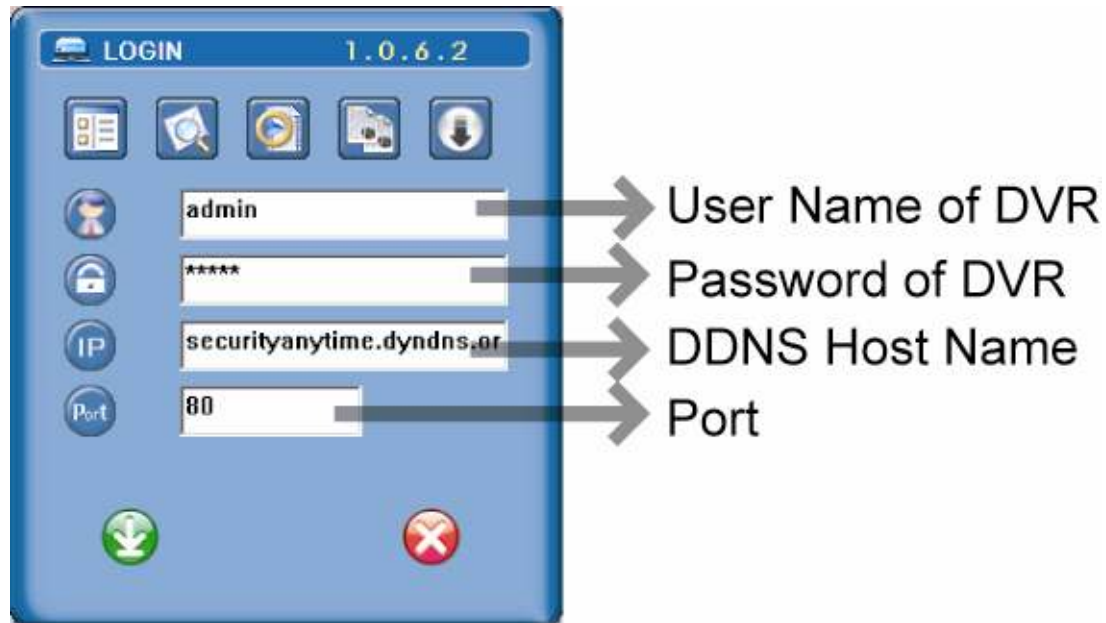 LOGIN 1.0.6.2
admin User Name of DVR
***** Password of DVR
IP securityanytime.dyndns.or DDNS Host Name
Port 80 Port